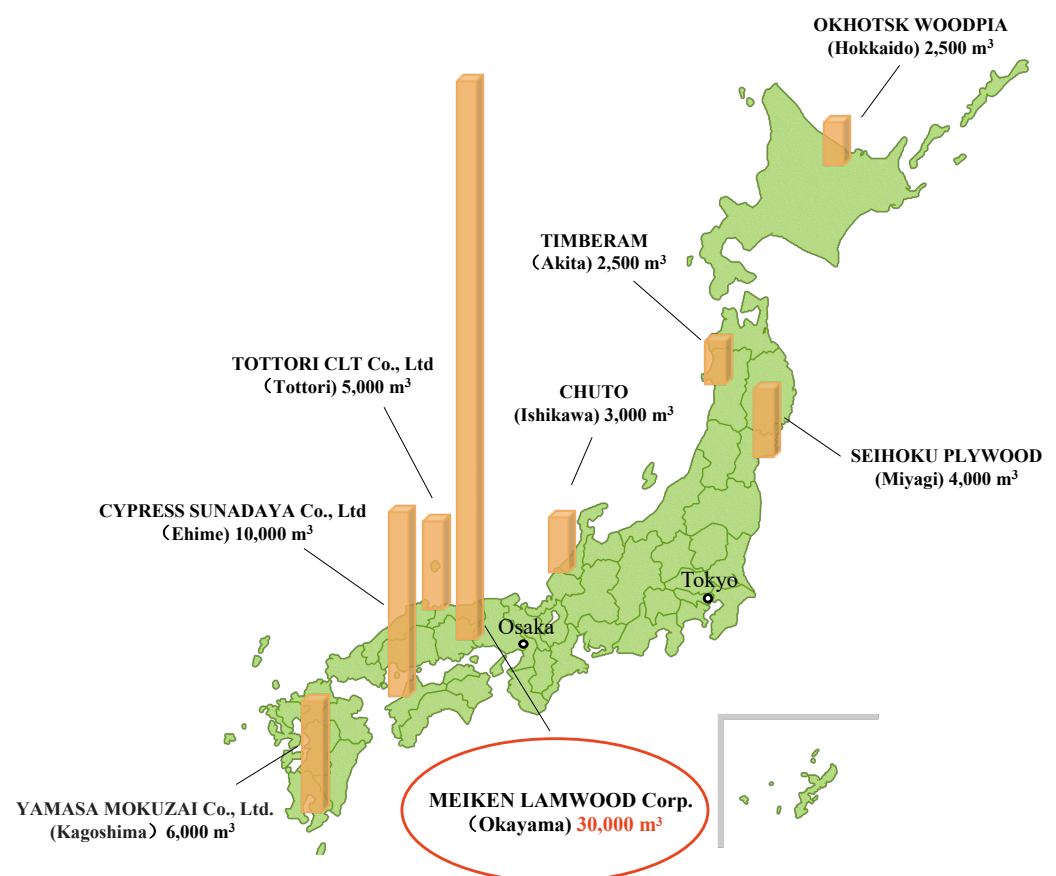 OKHOTSK WOODPIA
(Hokkaido) 2,500 m³
TIMBERAM
（Akita) 2,500 m³
TOTTORI CLT Co., Ltd
（Tottori) 5,000 m³
CHUTO
(Ishikawa) 3,000 m³
SEIHOKU PLYWOOD
(Miyagi) 4,000 m³
CYPRESS SUNADAYA Co., Ltd
（Ehime) 10,000 m³
Tokyo
Osaka
MEIKEN LAMWOOD Corp.
（Okayama) 30,000 m³
YAMASA MOKUZAI Co., Ltd.
(Kagoshima）6,000 m³